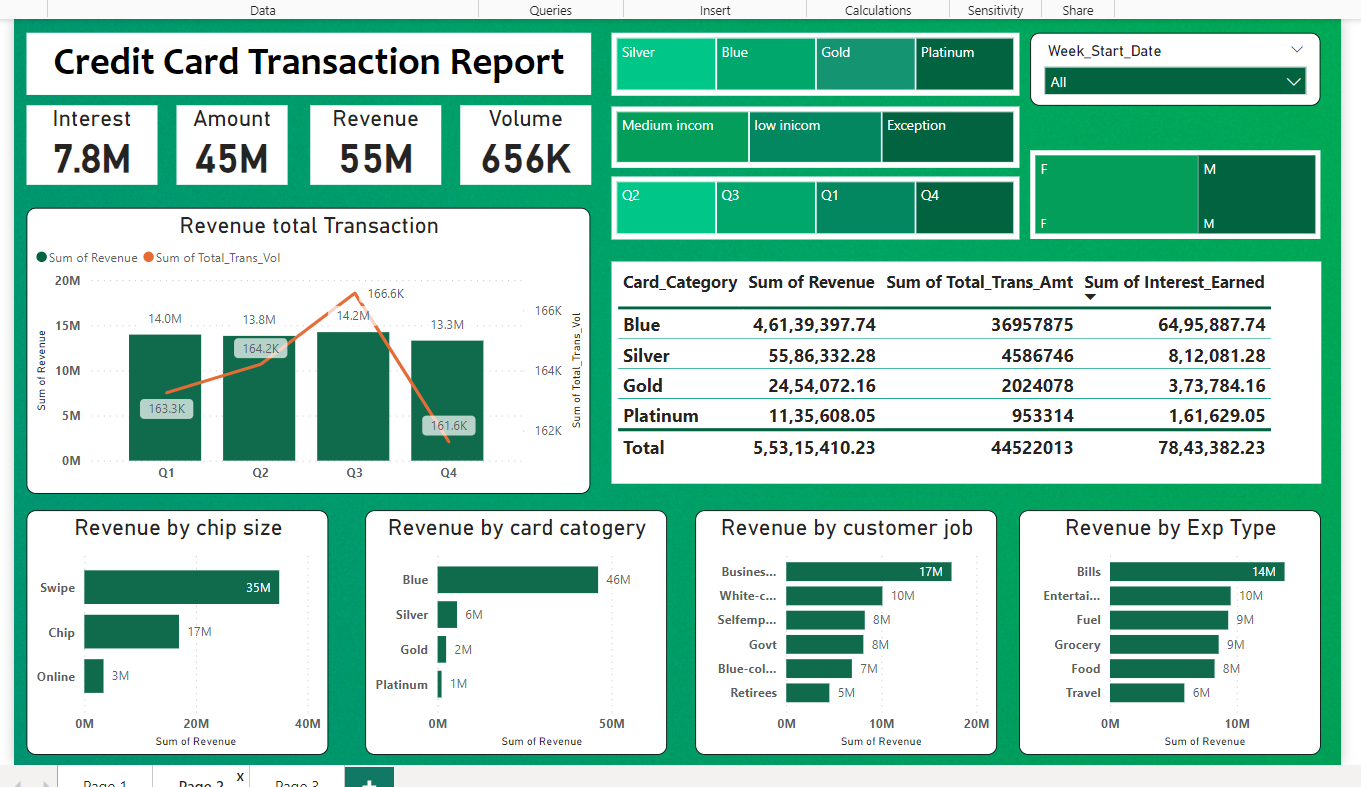 Data Queries Insert Calculations Sensitivity Share
Credit Card Transaction Report
Interest
7.8M
Amount
45M
Revenue
55M
Volume
656K
Silver Blue Gold Platinum
Medium incom low inicom Exception
Q2 Q3 Q1 Q4
Week_Start_Date
All
F M
F M
Revenue total Transaction
Sum of Revenue Sum of Total_Trans_Vol
Sum of Revenue
20M
15M
10M
5M
0M
14.0M 13.8M 14.2M 13.3M
163.3K 164.2K 166.6K 161.6K
Q1 Q2 Q3 Q4
166K
164K
162K
Sum of Total_Trans_Vol
Card_Category Sum of Revenue Sum of Total_Trans_Amt Sum of Interest_Earned
Blue 4,61,39,397.74 36957875 64,95,887.74
Silver 55,86,332.28 4586746 8,12,081.28
Gold 24,54,072.16 2024078 3,73,784.16
Platinum 11,35,608.05 953314 1,61,629.05
Total 5,53,15,410.23 44522013 78,43,382.23
Revenue by chip size
Swipe 35M
Chip 17M
Online 3M
0M 20M 40M
Sum of Revenue
Revenue by card catogery
Blue 46M
Silver 6M
Gold 2M
Platinum 1M
0M 50M
Sum of Revenue
Revenue by customer job
Busines... 17M
White-c... 10M
Selfemp... 8M
Govt 8M
Blue-col... 7M
Retirees 5M
0M 10M 20M
Sum of Revenue
Revenue by Exp Type
Bills 14M
Entertai... 10M
Fuel 9M
Grocery 9M
Food 8M
Travel 6M
0M 10M
Sum of Revenue
Page 1 Page 2 x Page 3 +